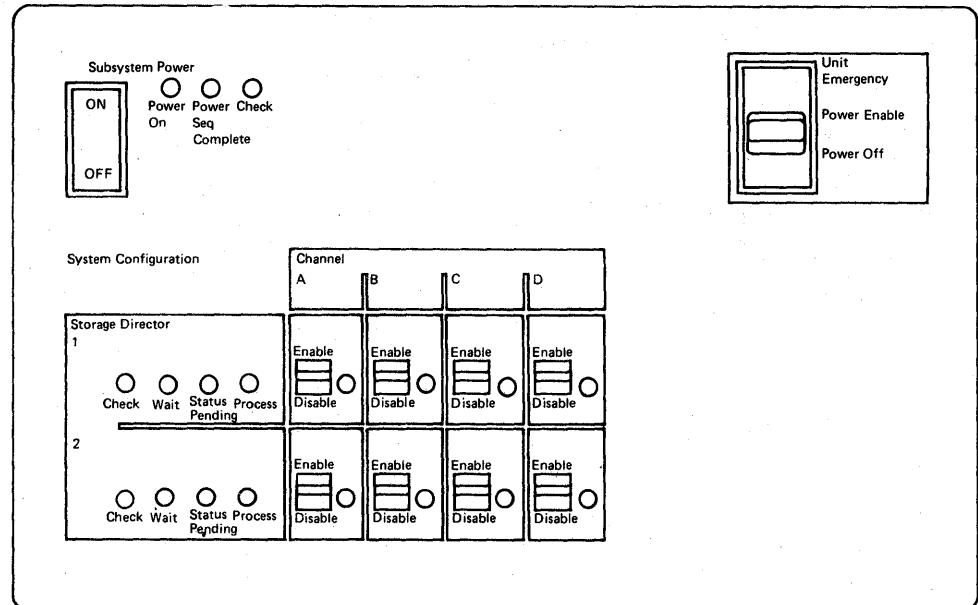 Subsystem Power
ON
OFF
Power On
Power Seq Complete
Check
Unit Emergency
Power Enable
Power Off
System Configuration
Channel
A B C D
Storage Director
1
Check Wait Status Pending Process
Enable Enable Enable Enable
Disable Disable Disable Disable
2
Check Wait Status Pending Process
Enable Enable Enable Enable
Disable Disable Disable Disable